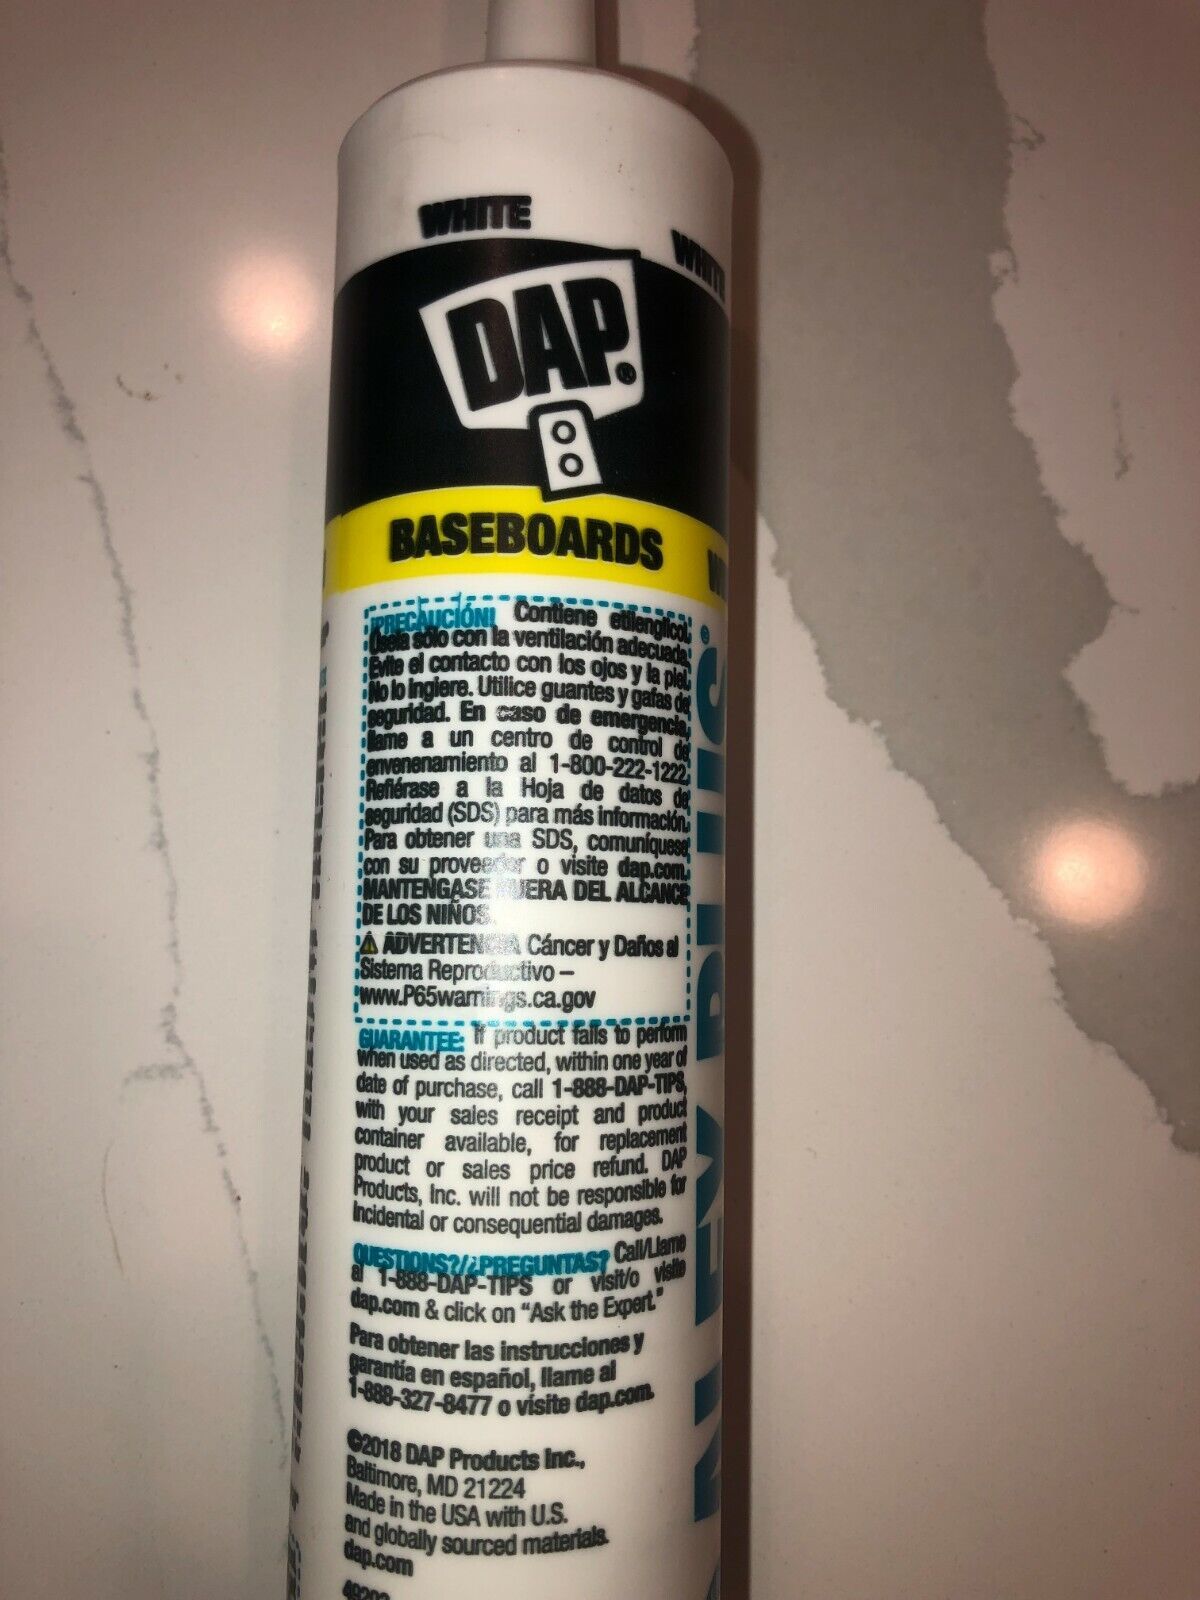 WHITE
WHITE
DAP®
BASEBOARDS
¡PRECAUCIÓN! Contiene etilenglicol.
Úsela sólo con la ventilación adecuada.
Evite el contacto con los ojos y la piel.
No lo ingiere. Utilice guantes y gafas de
seguridad. En caso de emergencia,
llame a un centro de control de
envenenamiento al 1-800-222-1222.
Refiérase a la Hoja de datos de
seguridad (SDS) para más información.
Para obtener una SDS, comuníquese
con su proveedor o visite dap.com.
MANTENGASE FUERA DEL ALCANCE
DE LOS NIÑOS.
⚠ ADVERTENCIA Cáncer y Daños al
Sistema Reproductivo –
www.P65warnings.ca.gov
GUARANTEE: If product fails to perform
when used as directed, within one year of
date of purchase, call 1-888-DAP-TIPS,
with your sales receipt and product
container available, for replacement
product or sales price refund. DAP
Products, Inc. will not be responsible for
incidental or consequential damages.
QUESTIONS?/¿PREGUNTAS? Call/Llame
al 1-888-DAP-TIPS or visit/o visite
dap.com & click on "Ask the Expert."
Para obtener las instrucciones y
garantía en español, llame al
1-888-327-8477 o visite dap.com.
©2018 DAP Products Inc.,
Baltimore, MD 21224
Made in the USA with U.S.
and globally sourced materials.
dap.com
PLUS®